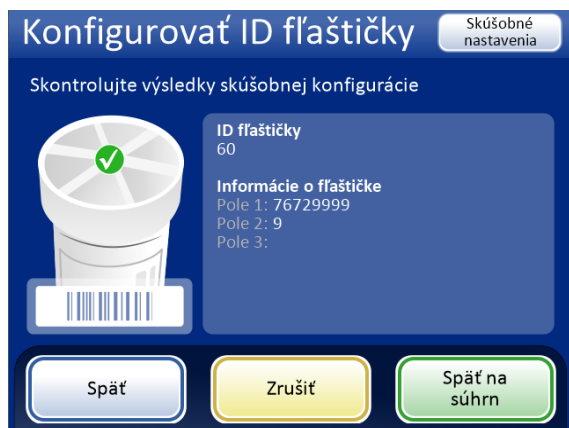 Konfigurovať ID fľaštičky
Skúšobné
nastavenia
Skontrolujte výsledky skúšobnej konfigurácie
ID fľaštičky
60
Informácie o fľaštičke
Pole 1: 76729999
Pole 2: 9
Pole 3:
Späť
Zrušiť
Späť na
súhrn